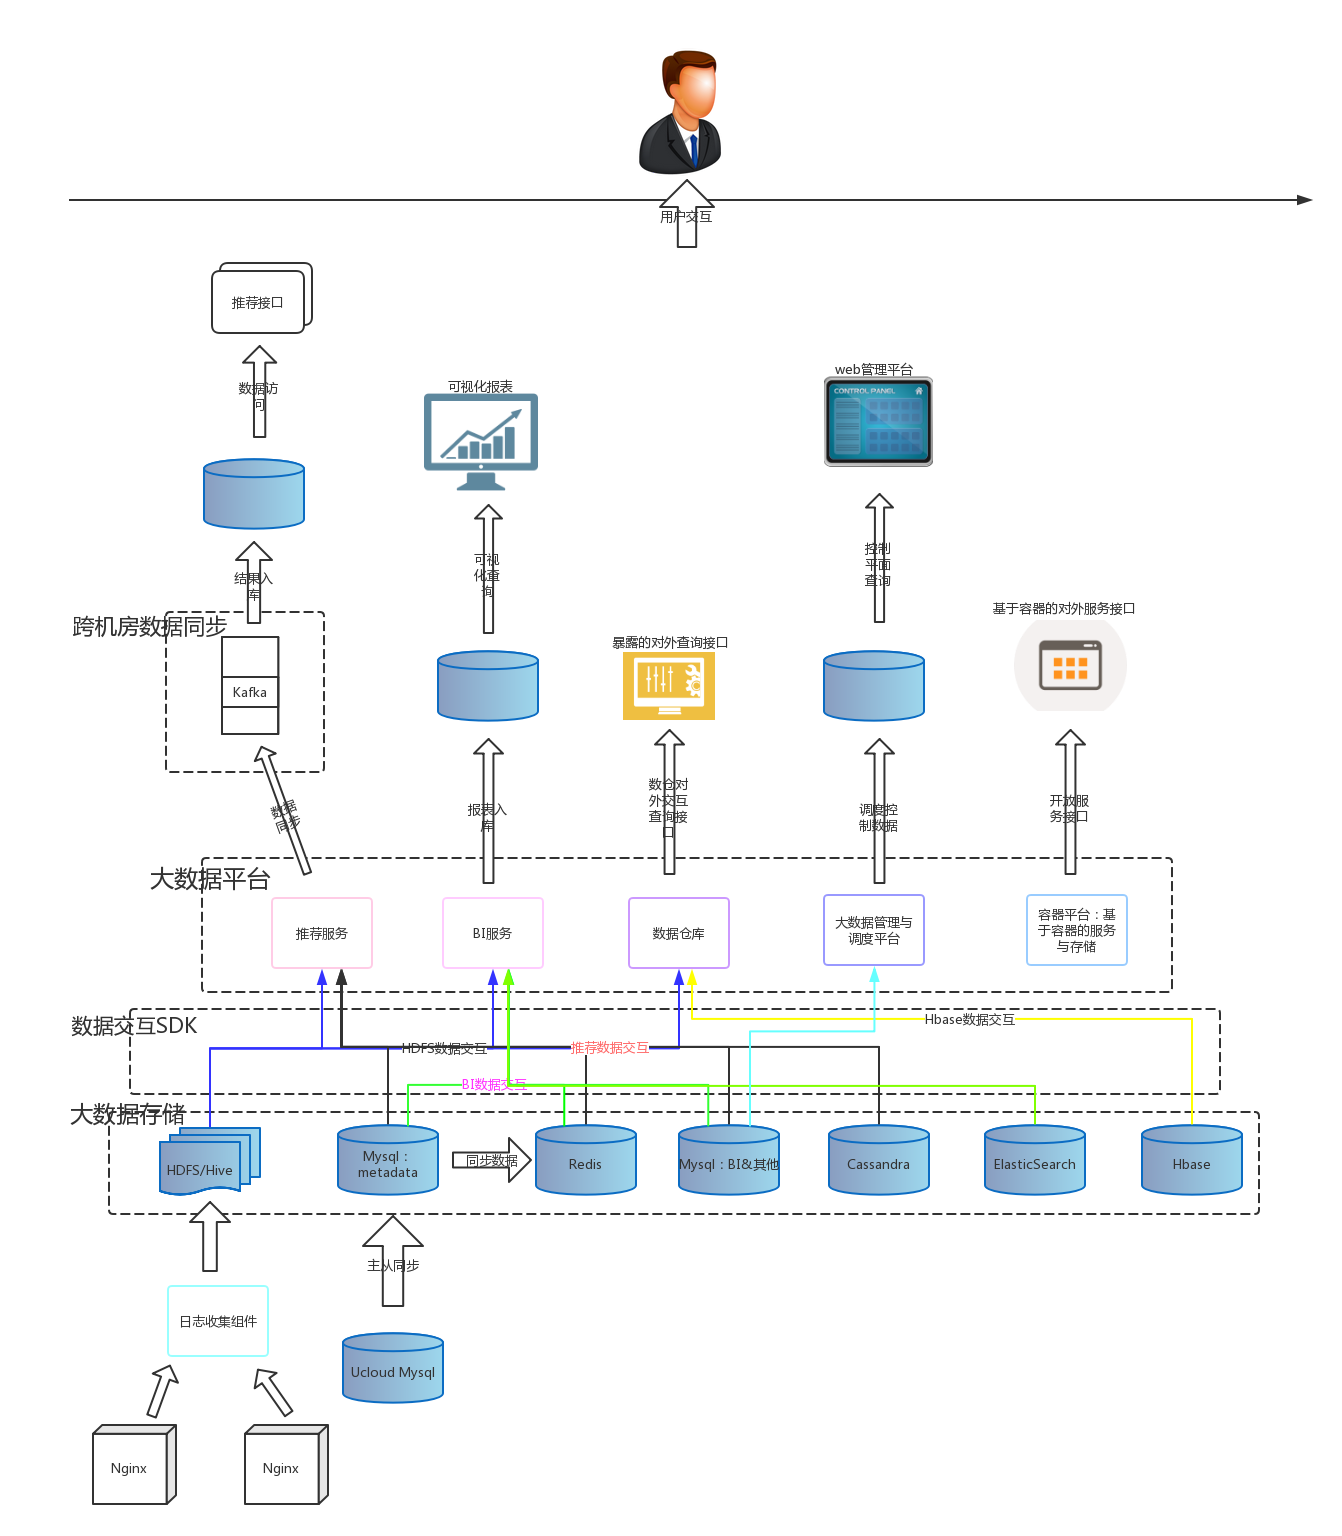 用户交互
推荐接口
数据访
问
可视化报表
web管理平台
CONTROL PANEL
结果入
库
可视
化查
询
控制
平面
查询
基于容器的对外服务接口
跨机房数据同步
暴露的对外查询接口
Kafka
数据
同步
报表入
库
数仓对
外交互
查询接
口
调度控
制数据
开放服
务接口
大数据平台
推荐服务
BI服务
数据仓库
大数据管理与
调度平台
容器平台：基
于容器的服务
与存储
数据交互SDK
Hbase数据交互
HDFS数据交互
推荐数据交互
BI数据交互
大数据存储
HDFS/Hive
Mysql：
metadata
同步数据
Redis
Mysql：BI&其他
Cassandra
ElasticSearch
Hbase
主从同步
日志收集组件
Ucloud Mysql
Nginx
Nginx